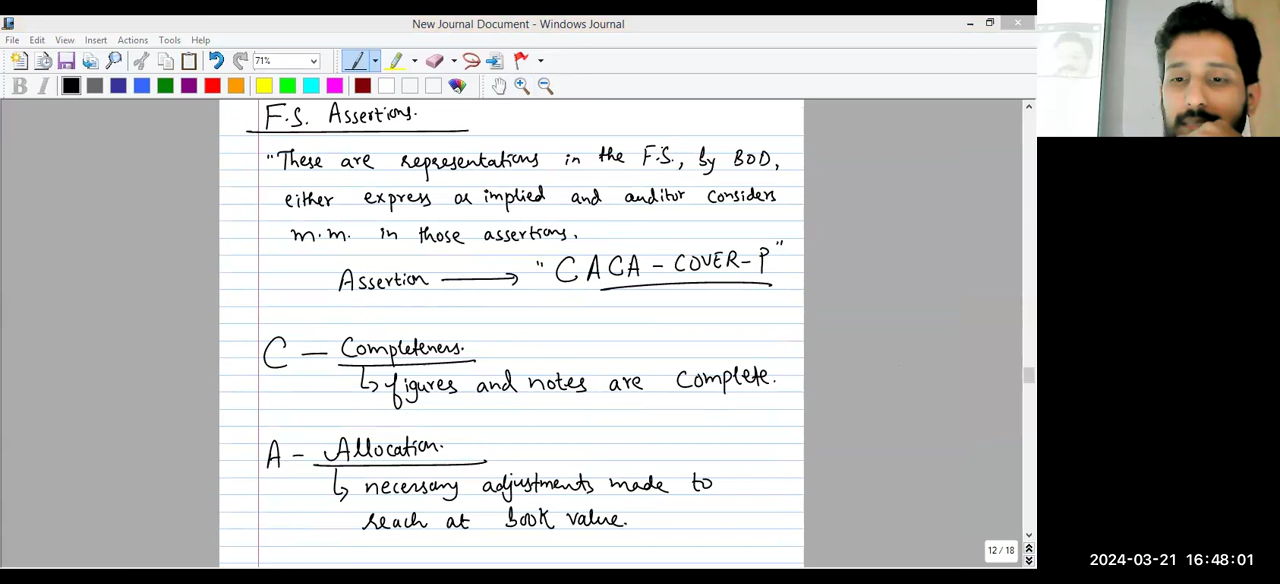 New Journal Document - Windows Journal
File Edit View Insert Actions Tools Help
71%
B I
F.S. Assertions.
"These are representations in the F.S., by BOD,
either express or implied and auditor considers
m.m. in those assertions.
Assertion → "CACA - COVER - P"
C — Completeness.
↳ figures and notes are complete.
A - Allocation.
↳ necessary adjustments made to
reach at book value.
12 / 18
2024-03-21 16:48:01